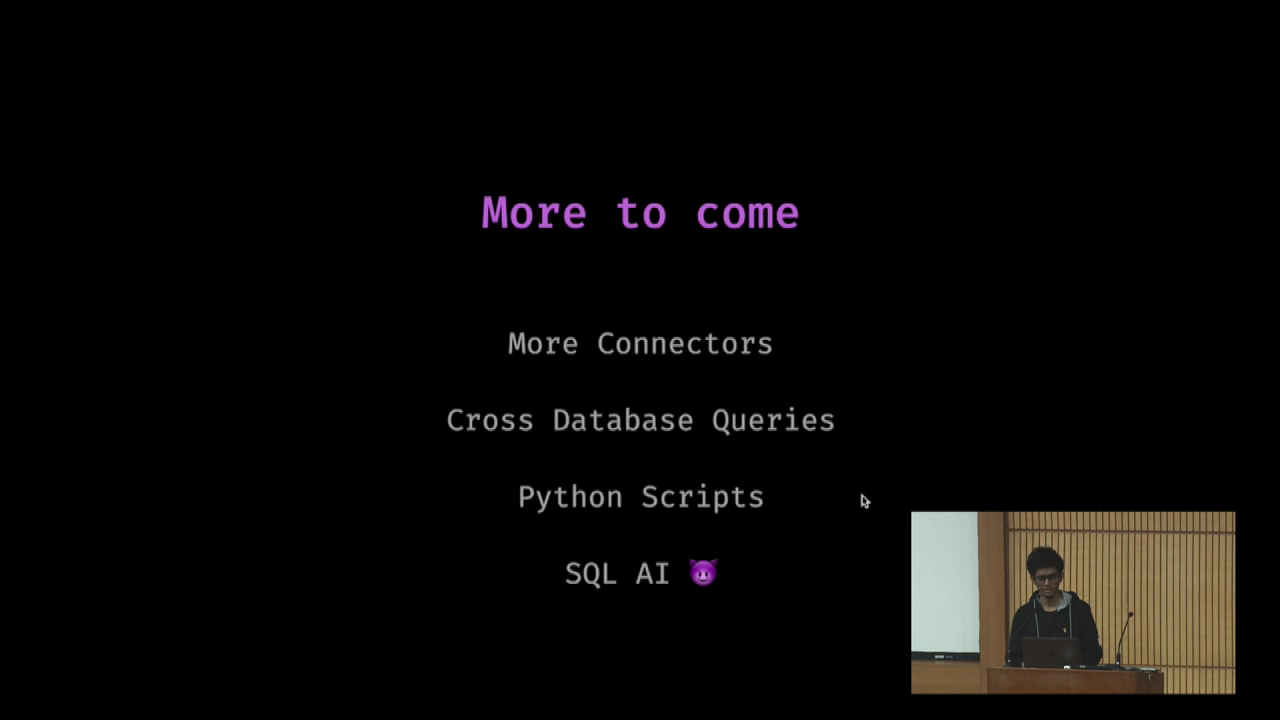 More to come
More Connectors
Cross Database Queries
Python Scripts
SQL AI 😈